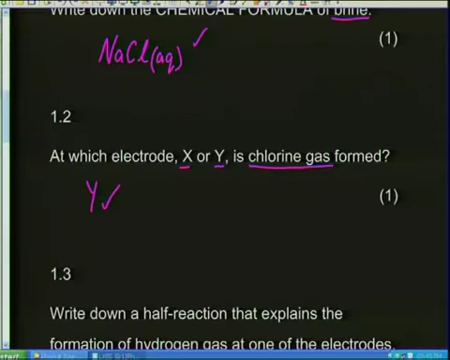 Write down the CHEMICAL FORMULA of brine.
(1)
NaCl(aq) ✓
1.2
At which electrode, X or Y, is chlorine gas formed?
Y ✓
(1)
1.3
Write down a half-reaction that explains the
formation of hydrogen gas at one of the electrodes.